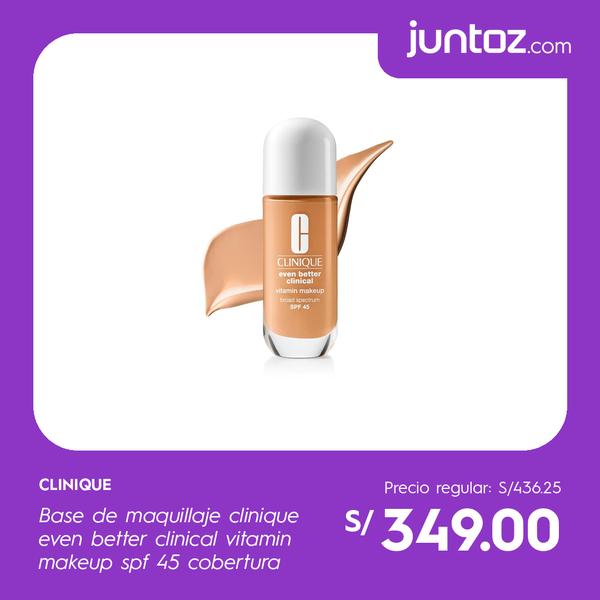 juntoz.com
C
CLINIQUE
even better
clinical
vitamin makeup
broad spectrum
SPF 45
CLINIQUE
Base de maquillaje clinique
even better clinical vitamin
makeup spf 45 cobertura
Precio regular: S/436.25
S/ 349.00